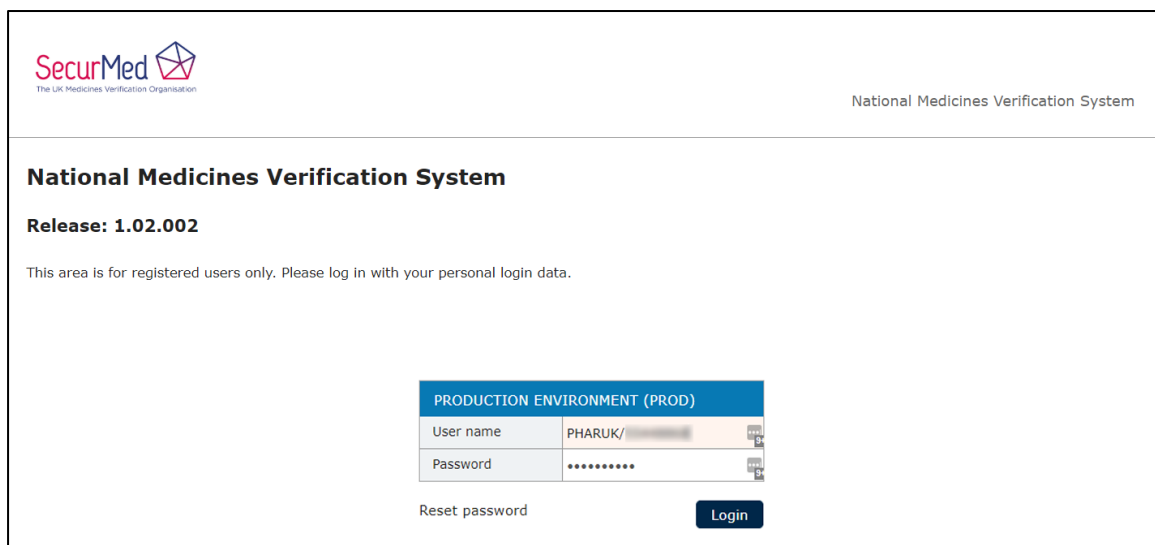 SecurMed
The UK Medicines Verification Organisation
National Medicines Verification System
National Medicines Verification System
Release: 1.02.002
This area is for registered users only. Please log in with your personal login data.
PRODUCTION ENVIRONMENT (PROD)
User name PHARUK/
Password ••••••••••
Reset password Login